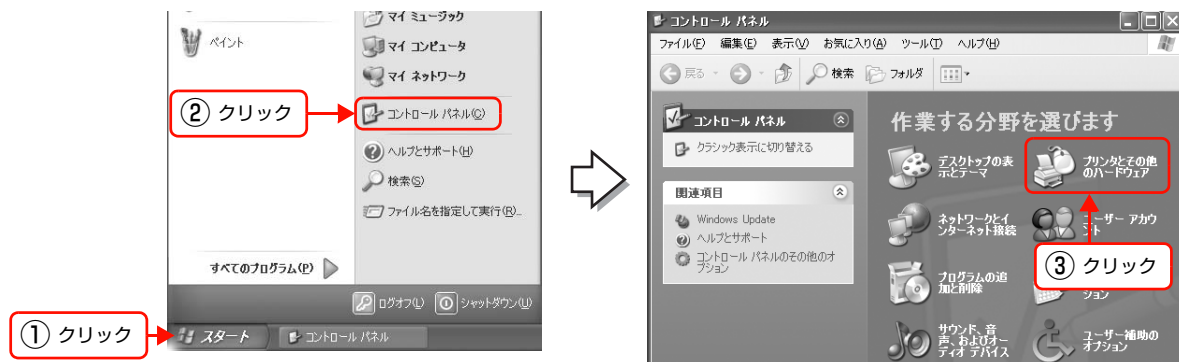 マイ ミュージック
ペイント
マイ コンピュータ
マイ ネットワーク
② クリック
コントロール パネル(C)
ヘルプとサポート(H)
検索(S)
ファイル名を指定して実行(R)...
すべてのプログラム(P)
ログオフ(L)
シャットダウン(U)
① クリック
スタート
コントロール パネル
コントロール パネル
ファイル(F) 編集(E) 表示(V) お気に入り(A) ツール(T) ヘルプ(H)
戻る
検索
フォルダ
コントロール パネル
クラシック表示に切り替える
関連項目
Windows Update
ヘルプとサポート
コントロール パネルのその他のオ
プション
作業する分野を選びます
デスクトップの表
示とテーマ
プリンタとその他
のハードウェア
ネットワークとイ
ンターネット接続
ユーザー アカウ
ント
③ クリック
プログラムの追
加と削除
ション
サウンド、音
声、およびオー
ディオ デバイス
ユーザー補助の
オプション